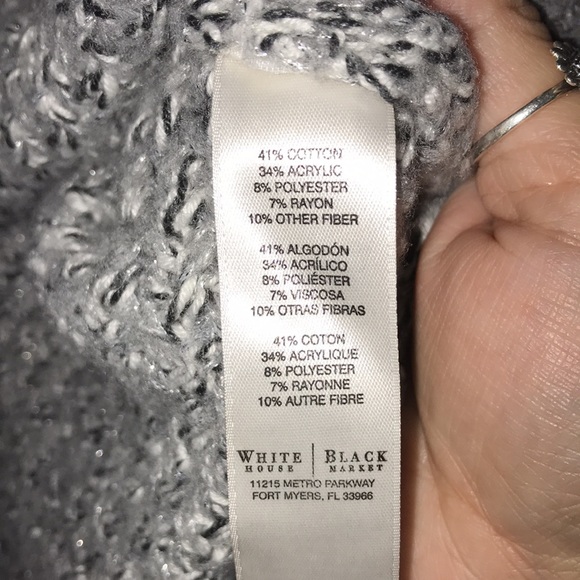 41% COTTON
34% ACRYLIC
8% POLYESTER
7% RAYON
10% OTHER FIBER
41% ALGODÓN
34% ACRÍLICO
8% POLIÉSTER
7% VISCOSA
10% OTRAS FIBRAS
41% COTON
34% ACRYLIQUE
8% POLYESTER
7% RAYONNE
10% AUTRE FIBRE
WHITE HOUSE | BLACK MARKET
11215 METRO PARKWAY
FORT MYERS, FL 33966